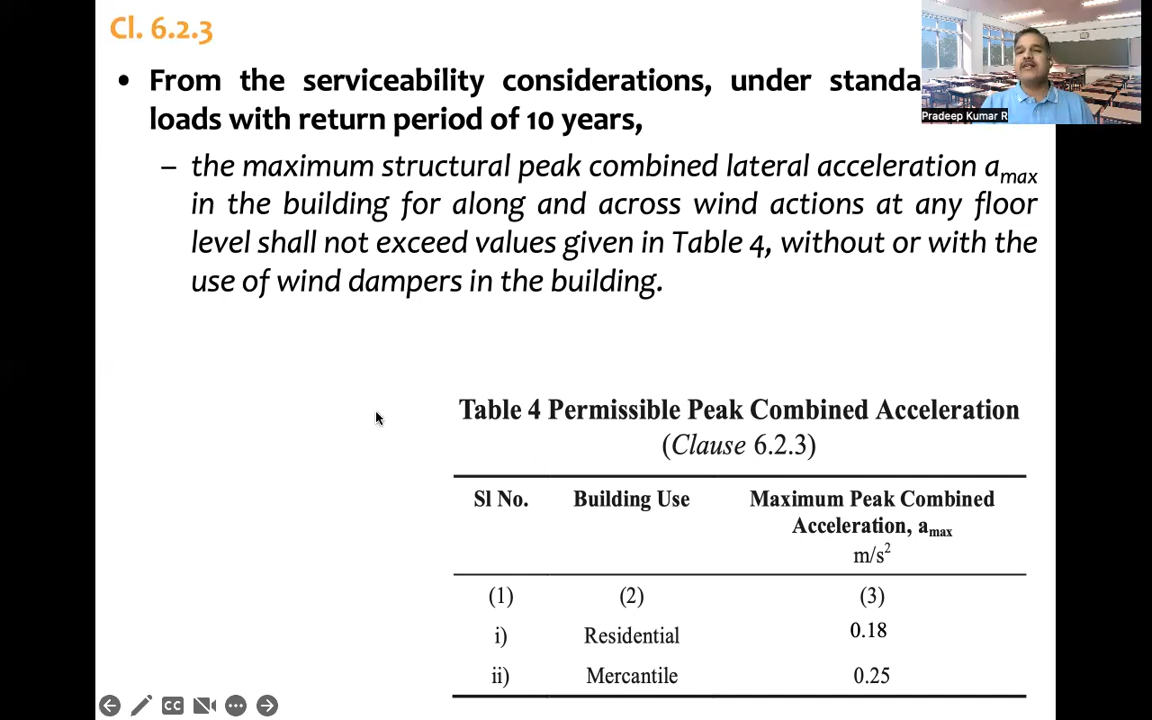 Cl. 6.2.3
• From the serviceability considerations, under standa
loads with return period of 10 years,
– the maximum structural peak combined lateral acceleration a_max
in the building for along and across wind actions at any floor
level shall not exceed values given in Table 4, without or with the
use of wind dampers in the building.
Pradeep Kumar R
Table 4 Permissible Peak Combined Acceleration
(Clause 6.2.3)
Sl No. Building Use Maximum Peak Combined
Acceleration, a_max
m/s²
(1) (2) (3)
i) Residential 0.18
ii) Mercantile 0.25
CC